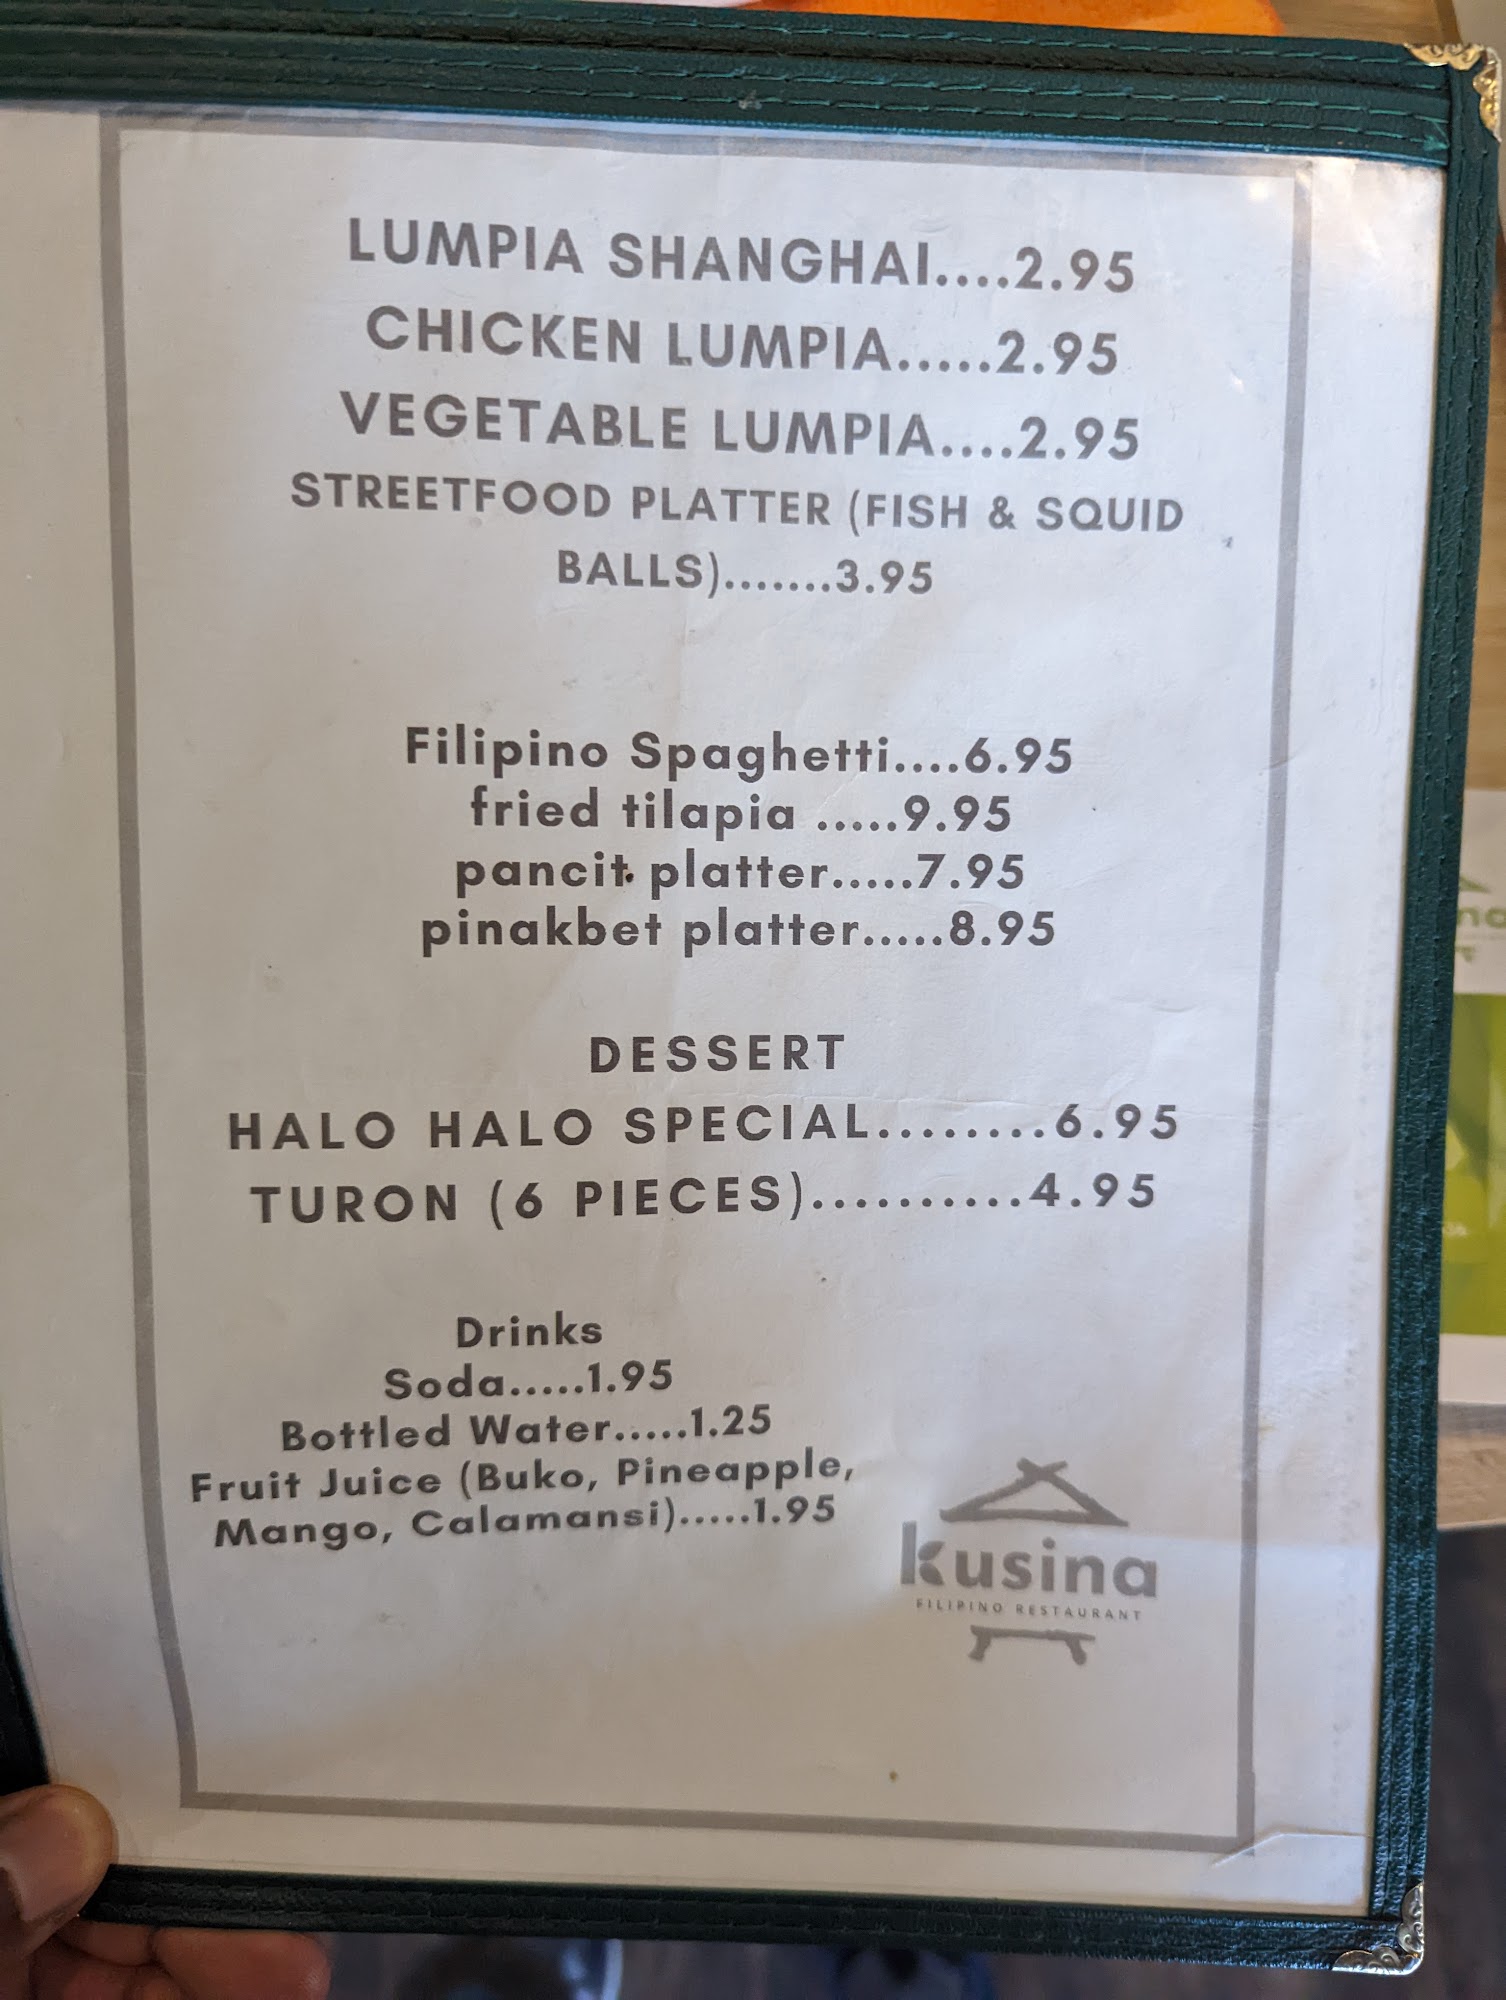 LUMPIA SHANGHAI....2.95
CHICKEN LUMPIA.....2.95
VEGETABLE LUMPIA....2.95
STREETFOOD PLATTER (FISH & SQUID
BALLS).......3.95
Filipino Spaghetti....6.95
fried tilapia .....9.95
pancit platter.....7.95
pinakbet platter.....8.95
DESSERT
HALO HALO SPECIAL........6.95
TURON (6 PIECES)..........4.95
Drinks
Soda.....1.95
Bottled Water.....1.25
Fruit Juice (Buko, Pineapple,
Mango, Calamansi).....1.95
kusina
FILIPINO RESTAURANT